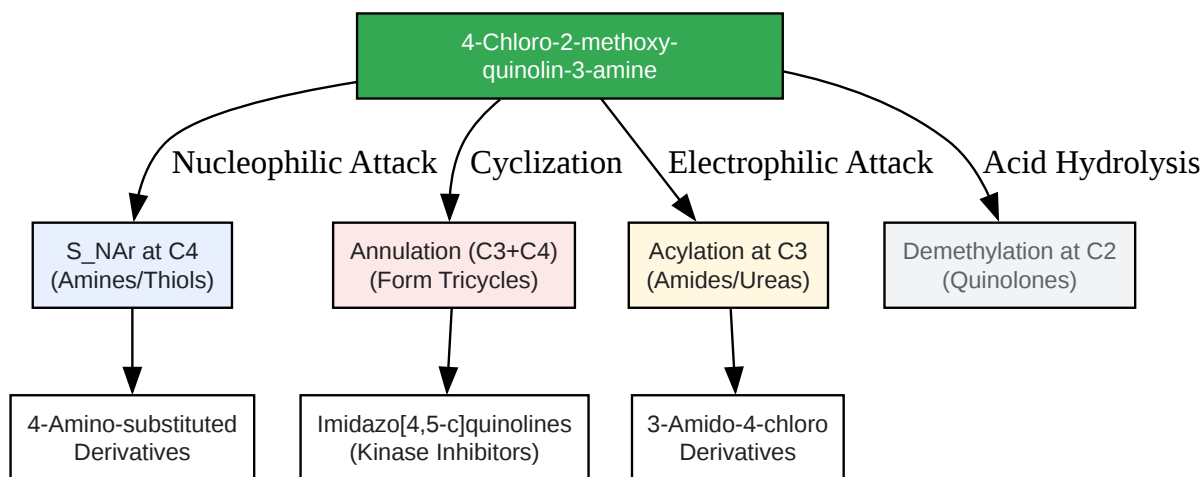 4-Chloro-2-methoxy-
quinolin-3-amine
Nucleophilic Attack
Cyclization
Electrophilic Attack
Acid Hydrolysis
S_NAr at C4
(Amines/Thiols)
Annulation (C3+C4)
(Form Tricycles)
Acylation at C3
(Amides/Ureas)
Demethylation at C2
(Quinolones)
4-Amino-substituted
Derivatives
Imidazo[4,5-c]quinolines
(Kinase Inhibitors)
3-Amido-4-chloro
Derivatives